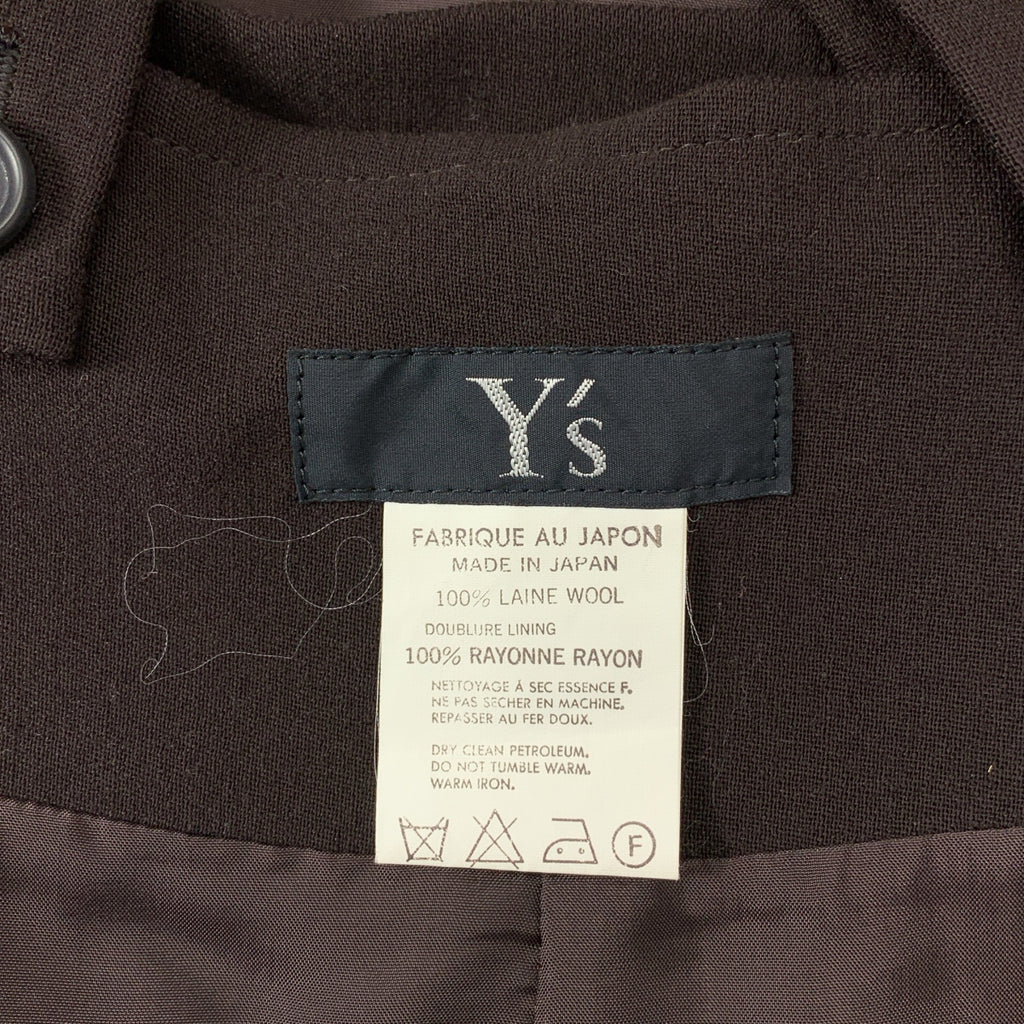 Y's
FABRIQUE AU JAPON
MADE IN JAPAN
100% LAINE WOOL
DOUBLURE LINING
100% RAYONNE RAYON
NETTOYAGE À SEC ESSENCE F.
NE PAS SECHER EN MACHINE.
REPASSER AU FER DOUX.
DRY CLEAN PETROLEUM.
DO NOT TUMBLE WARM.
WARM IRON.
F